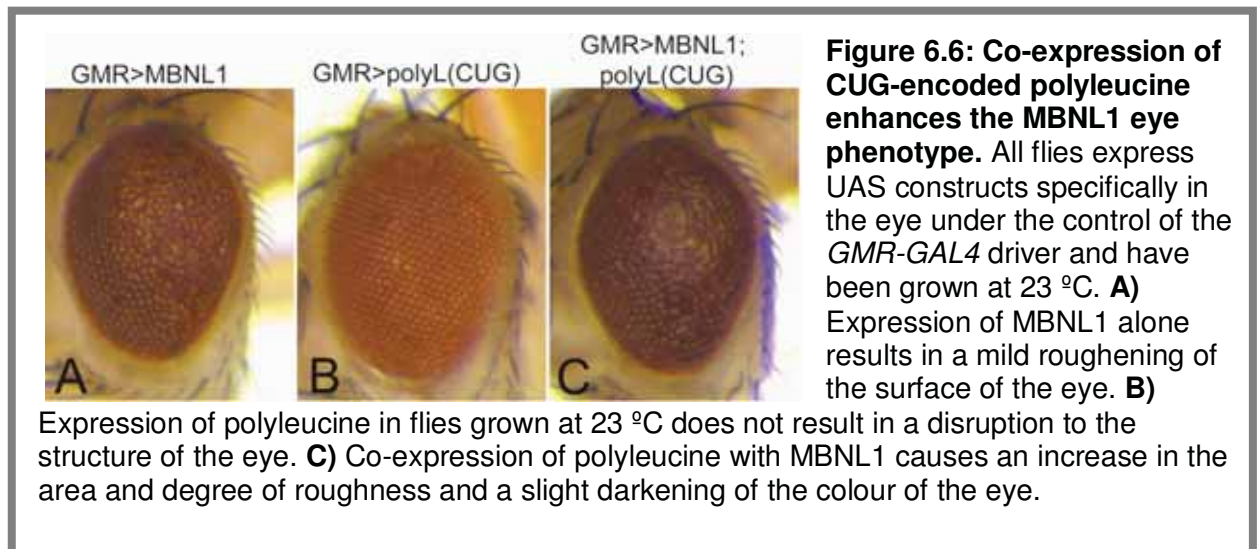 GMR>MBNL1
GMR>polyL(CUG)
GMR>MBNL1;
polyL(CUG)
A
B
C
Figure 6.6: Co-expression of
CUG-encoded polyleucine
enhances the MBNL1 eye
phenotype. All flies express
UAS constructs specifically in
the eye under the control of the
GMR-GAL4 driver and have
been grown at 23 ºC. A)
Expression of MBNL1 alone
results in a mild roughening of
the surface of the eye. B)
Expression of polyleucine in flies grown at 23 ºC does not result in a disruption to the
structure of the eye. C) Co-expression of polyleucine with MBNL1 causes an increase in the
area and degree of roughness and a slight darkening of the colour of the eye.